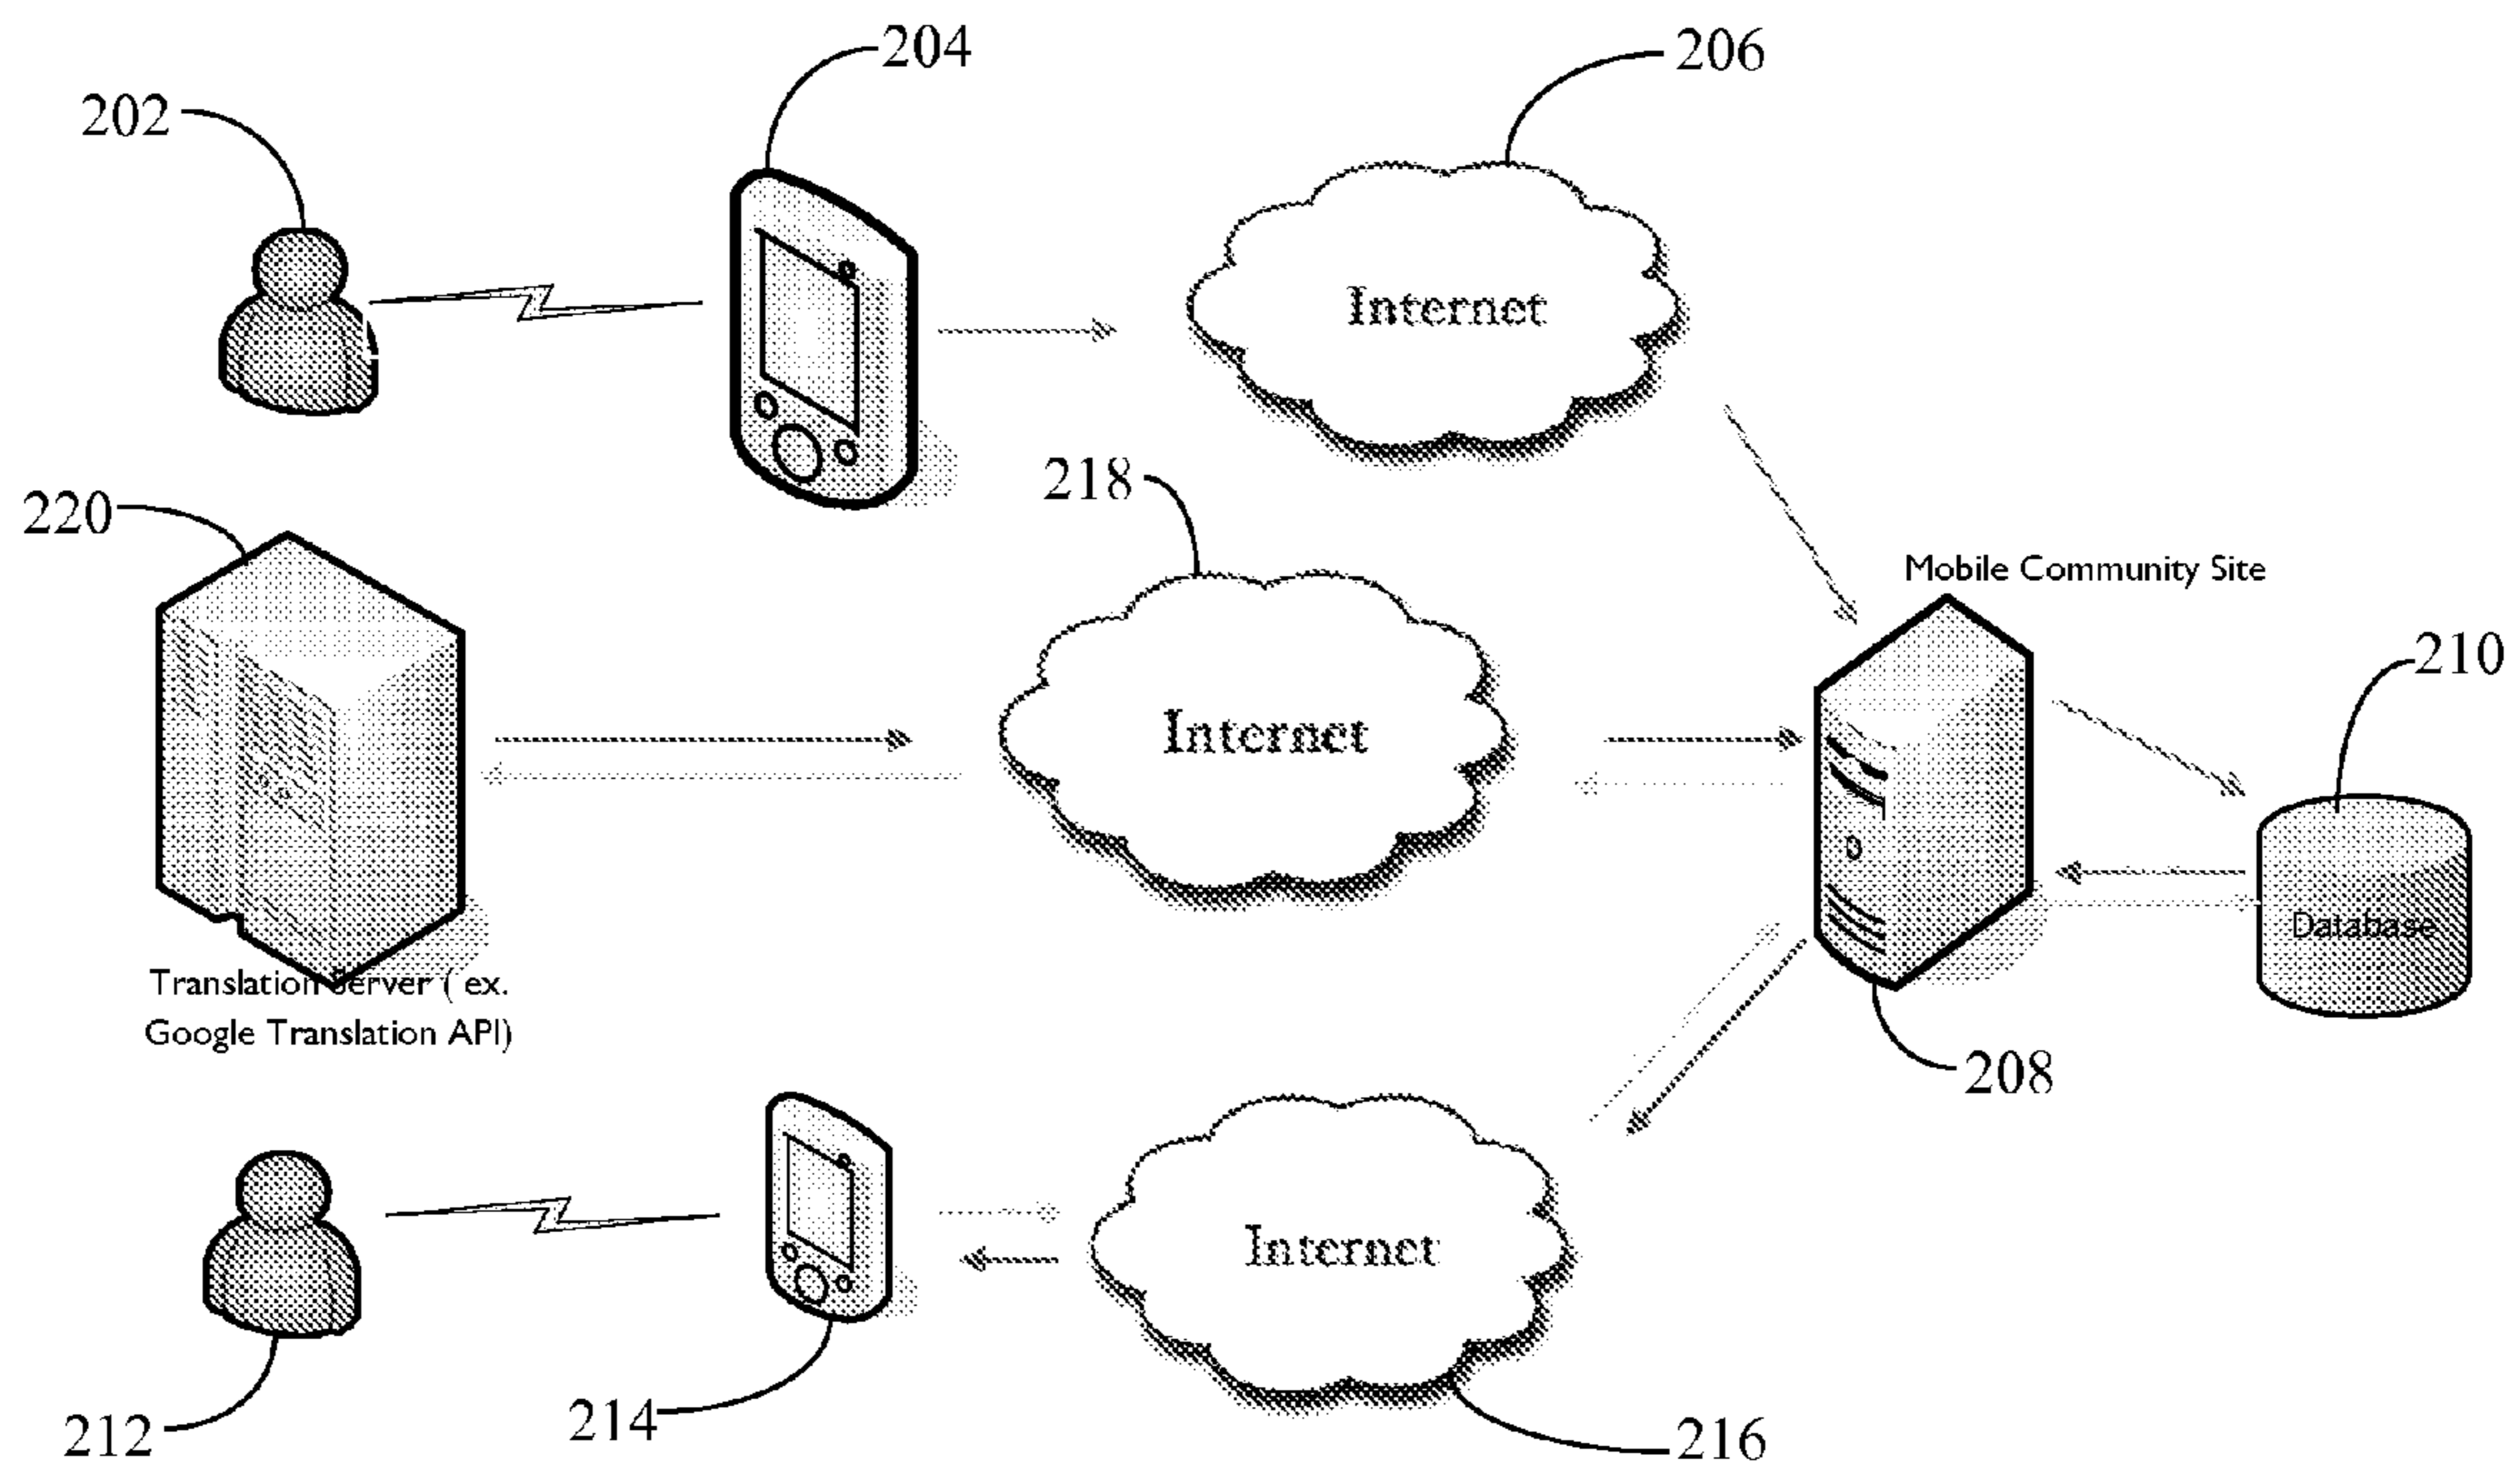 204
206
202
Internet
218
220
Mobile Community Site
210
Internet
Database
Translation Server ( ex.
Google Translation API)
208
Internet
214
212
216